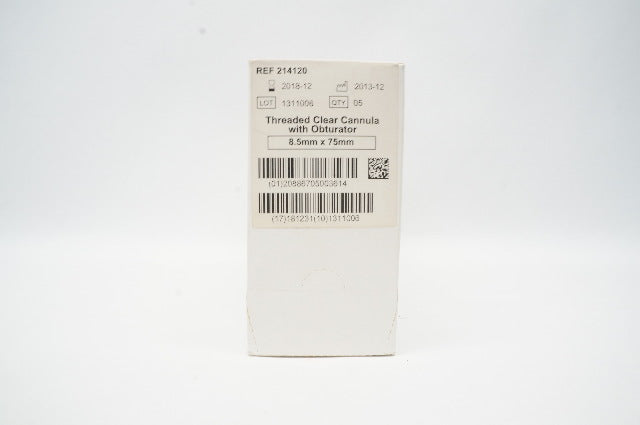 REF 214120
2018-12 2013-12
LOT 1311006 QTY 05
Threaded Clear Cannula
with Obturator
8.5mm x 75mm
(01)20886705003614
(17)181231(10)1311006